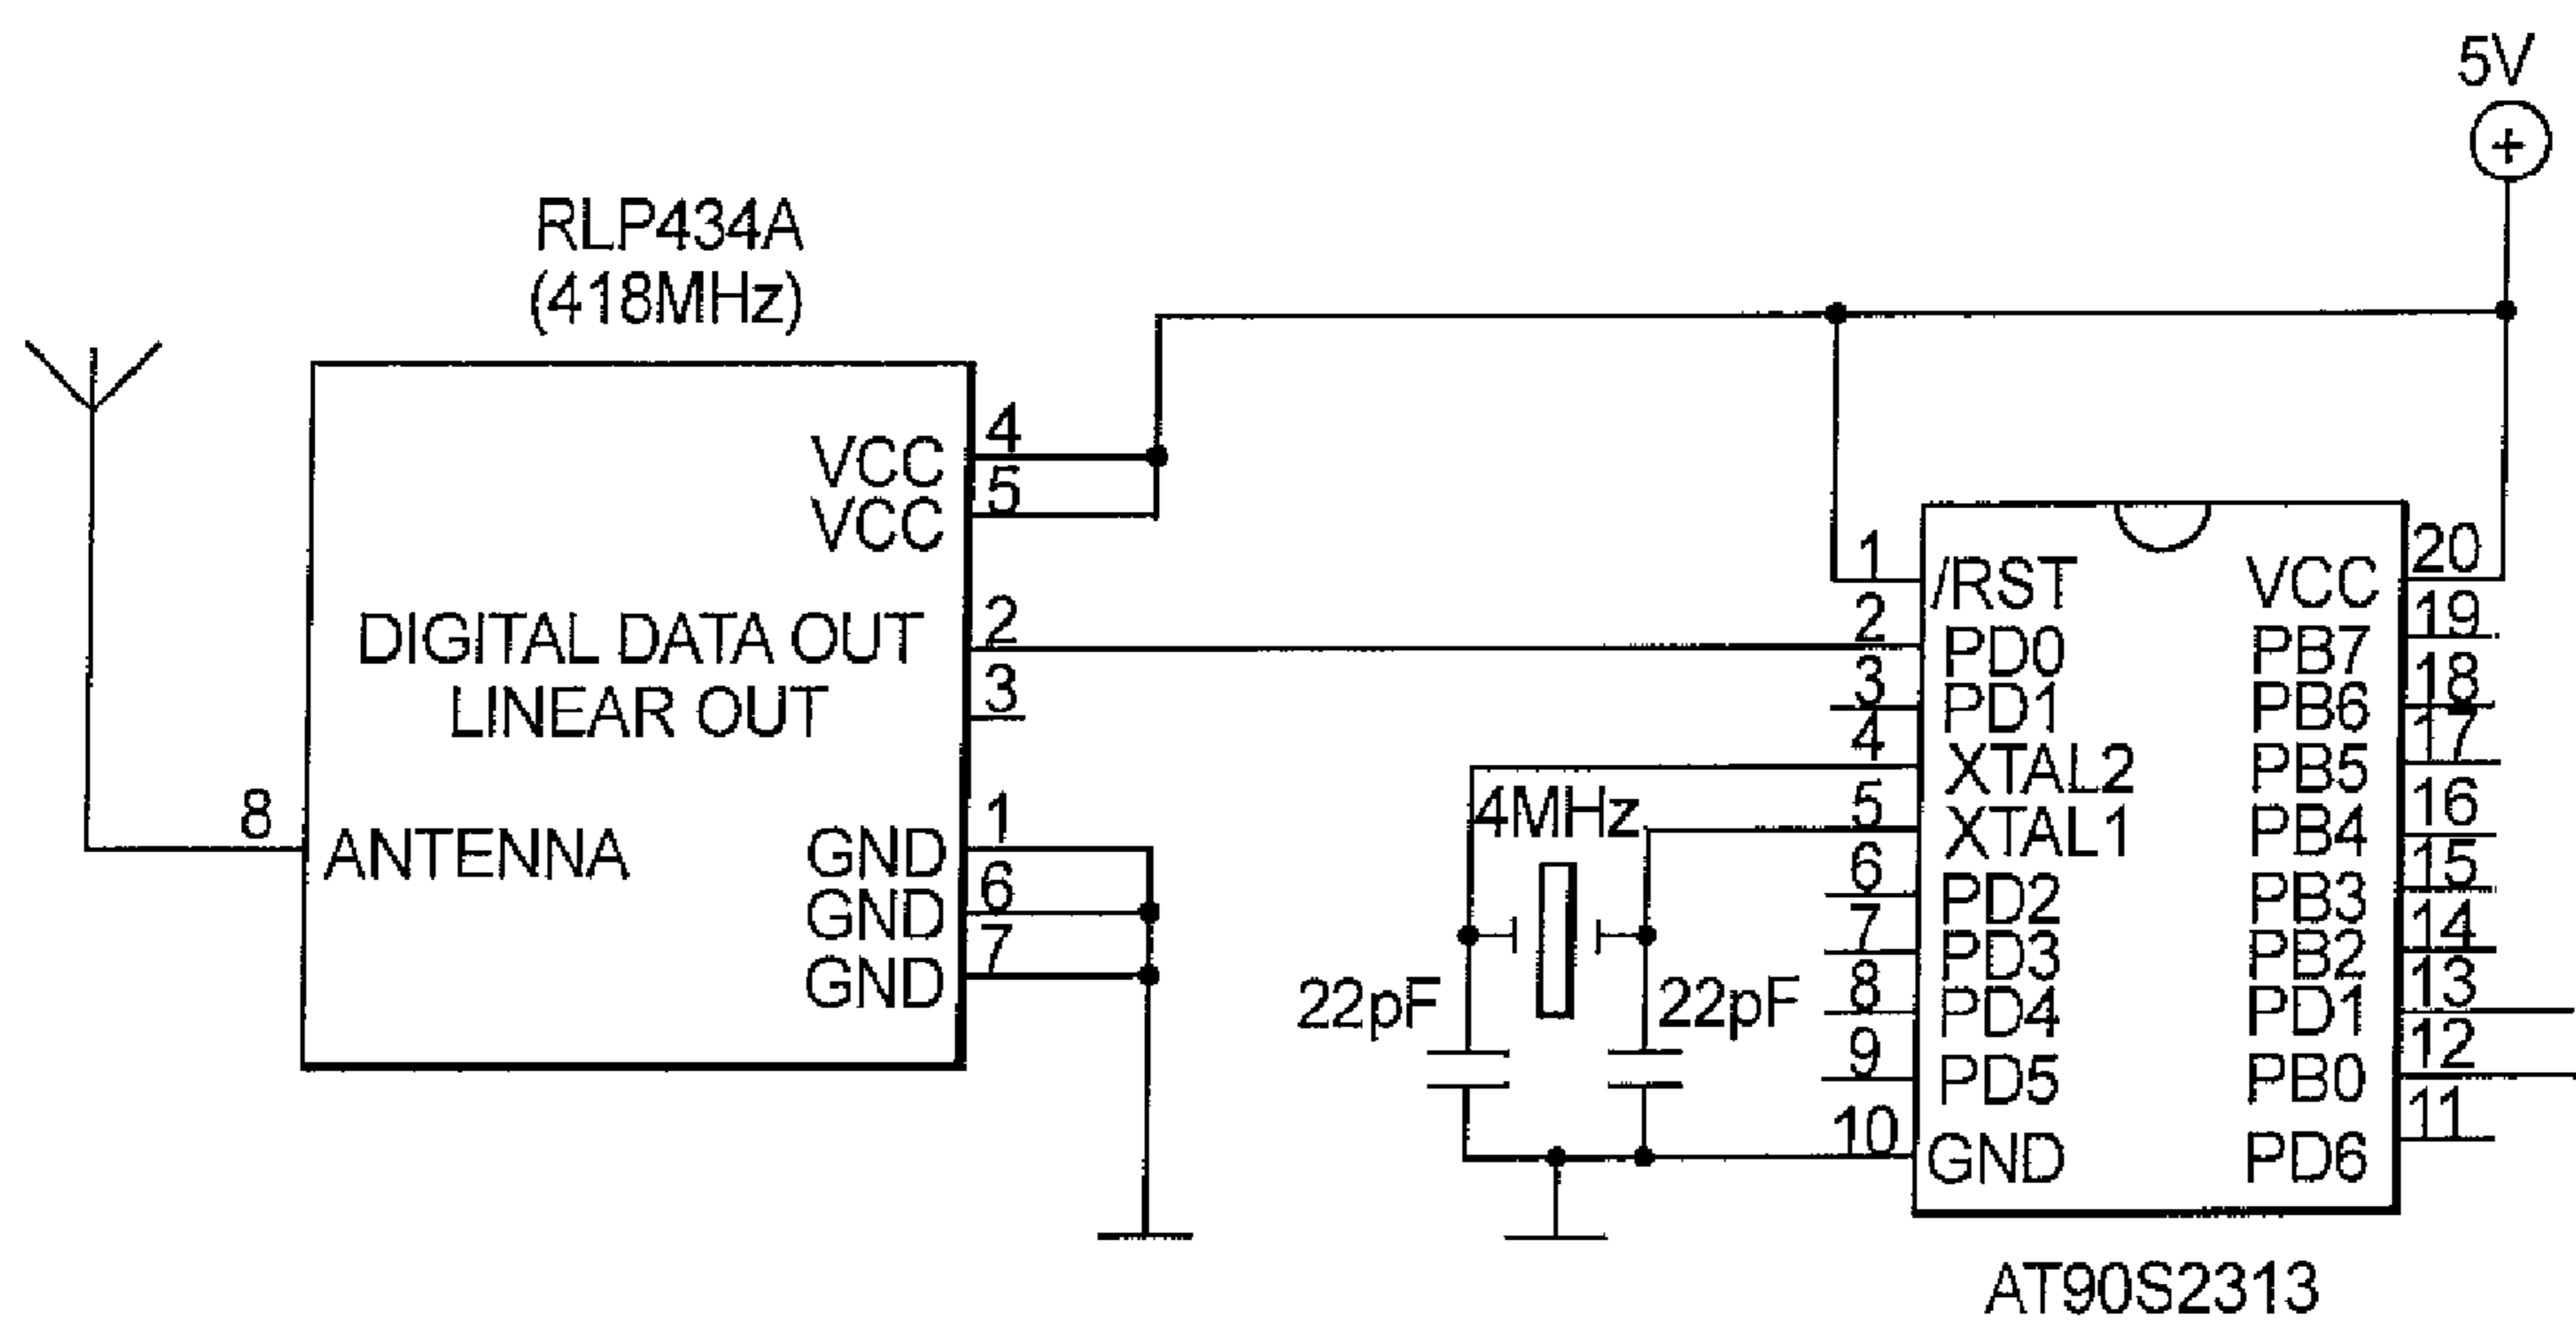 5V
RLP434A
(418MHz)
4
VCC
5
VCC
2
DIGITAL DATA OUT
3
LINEAR OUT
8
ANTENNA
1
GND
6
GND
7
GND
4MHz
22pF
22pF
1
/RST
2
PD0
3
PD1
4
XTAL2
5
XTAL1
6
PD2
7
PD3
8
PD4
9
PD5
10
GND
20
VCC
19
PB7
18
PB6
17
PB5
16
PB4
15
PB3
14
PB2
13
PD1
12
PB0
11
PD6
AT90S2313